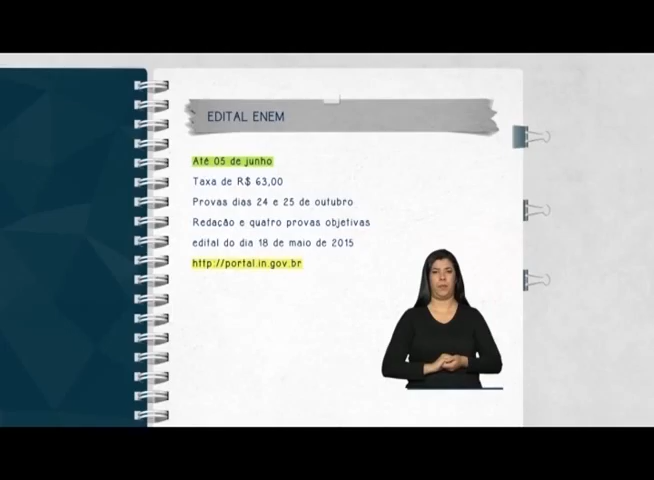 EDITAL ENEM
Até 05 de junho
Taxa de R$ 63,00
Provas dias 24 e 25 de outubro
Redação e quatro provas objetivas
edital do dia 18 de maio de 2015
http://portal.in.gov.br